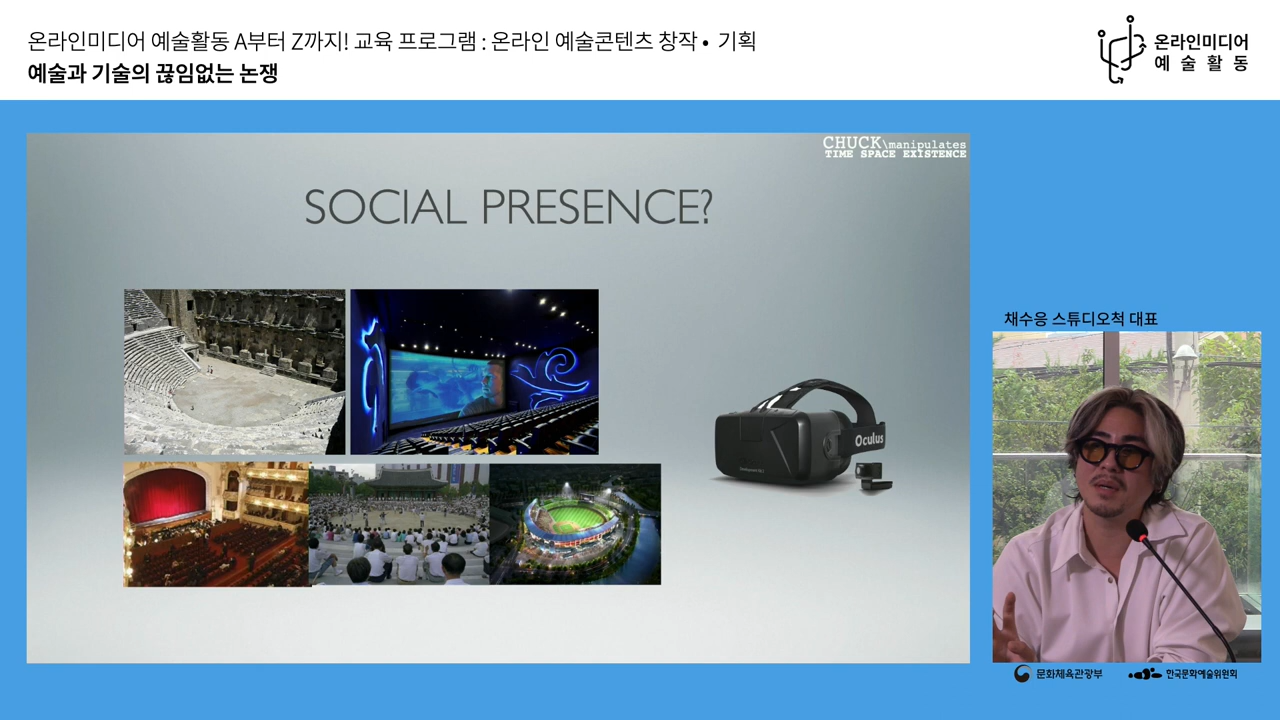 온라인미디어 예술활동 A부터 Z까지! 교육 프로그램 : 온라인 예술콘텐츠 창작 • 기획
예술과 기술의 끊임없는 논쟁
온라인미디어
예 술 활 동
CHUCK\manipulates
TIME SPACE EXISTENCE
SOCIAL PRESENCE?
Oculus
채수응 스튜디오척 대표
문화체육관광부
한국문화예술위원회